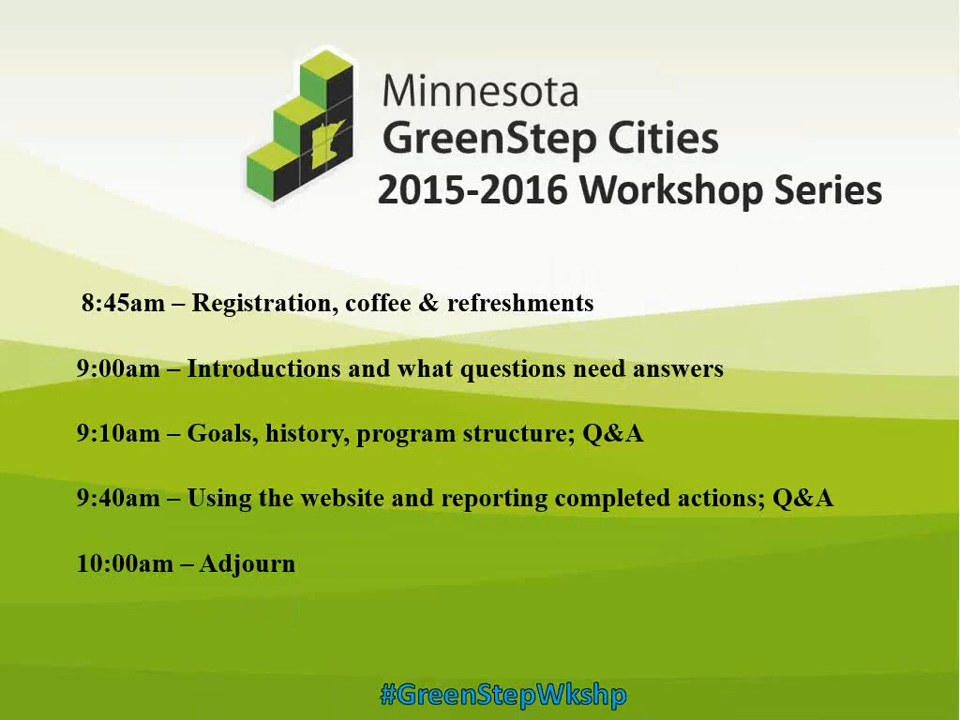 Minnesota
GreenStep Cities
2015-2016 Workshop Series
8:45am – Registration, coffee & refreshments
9:00am – Introductions and what questions need answers
9:10am – Goals, history, program structure; Q&A
9:40am – Using the website and reporting completed actions; Q&A
10:00am – Adjourn
#GreenStepWkshp